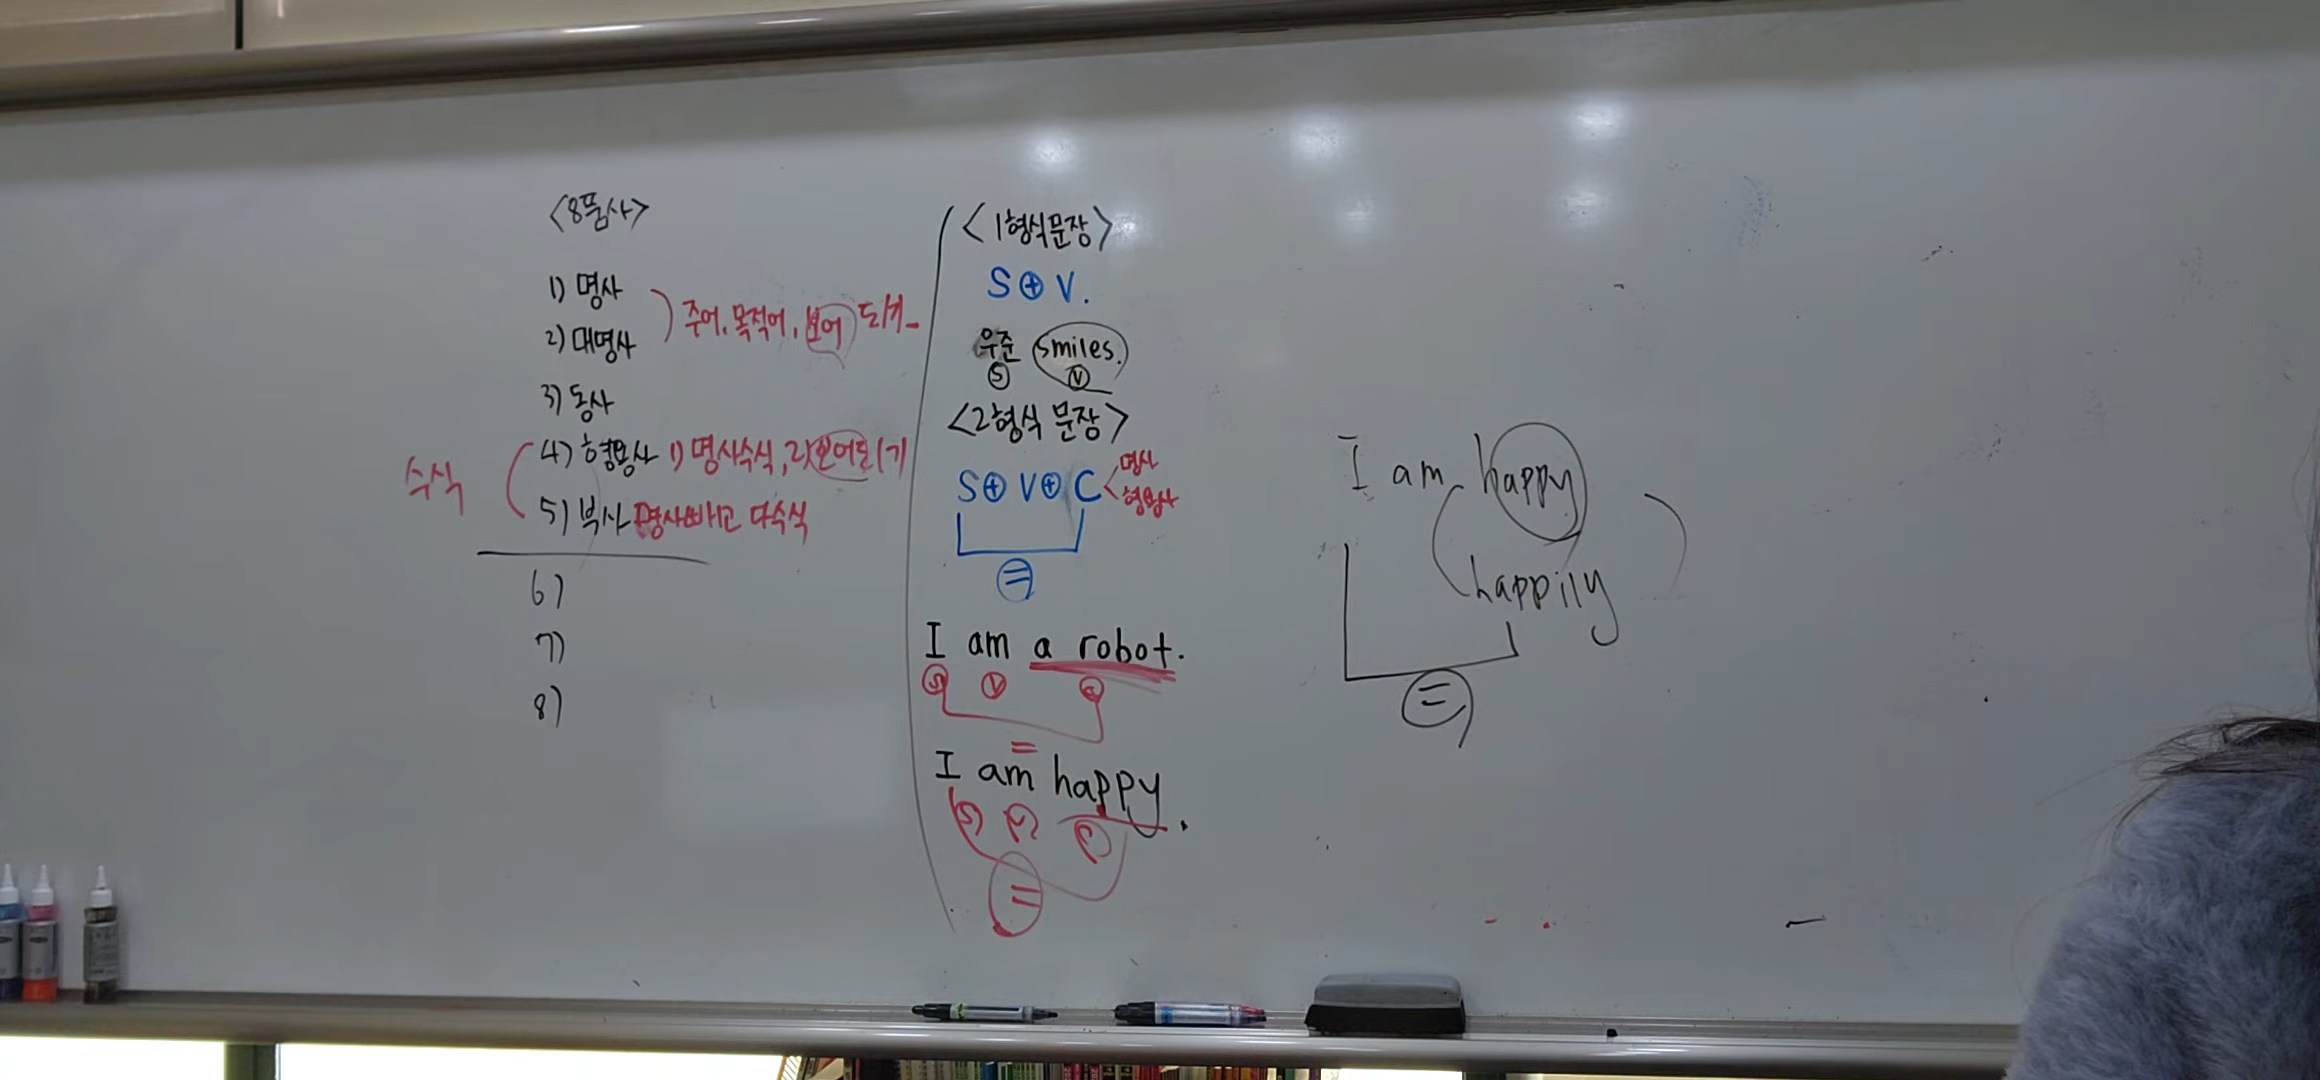 <8품사>
1) 명사
2) 대명사
주어, 목적어, 보어 되기
3) 동사
수식
4) 형용사 1) 명사수식, 2) 보어되기
5) 부사 명사빼고 다수식
6)
7)
8)
<1형식문장>
S + V.
우준 smiles.
S V
<2형식 문장>
S + V + C
명사
형용사
=
I am a robot.
S V C
=
I am happy.
S V C
=
I am happy
happily
=